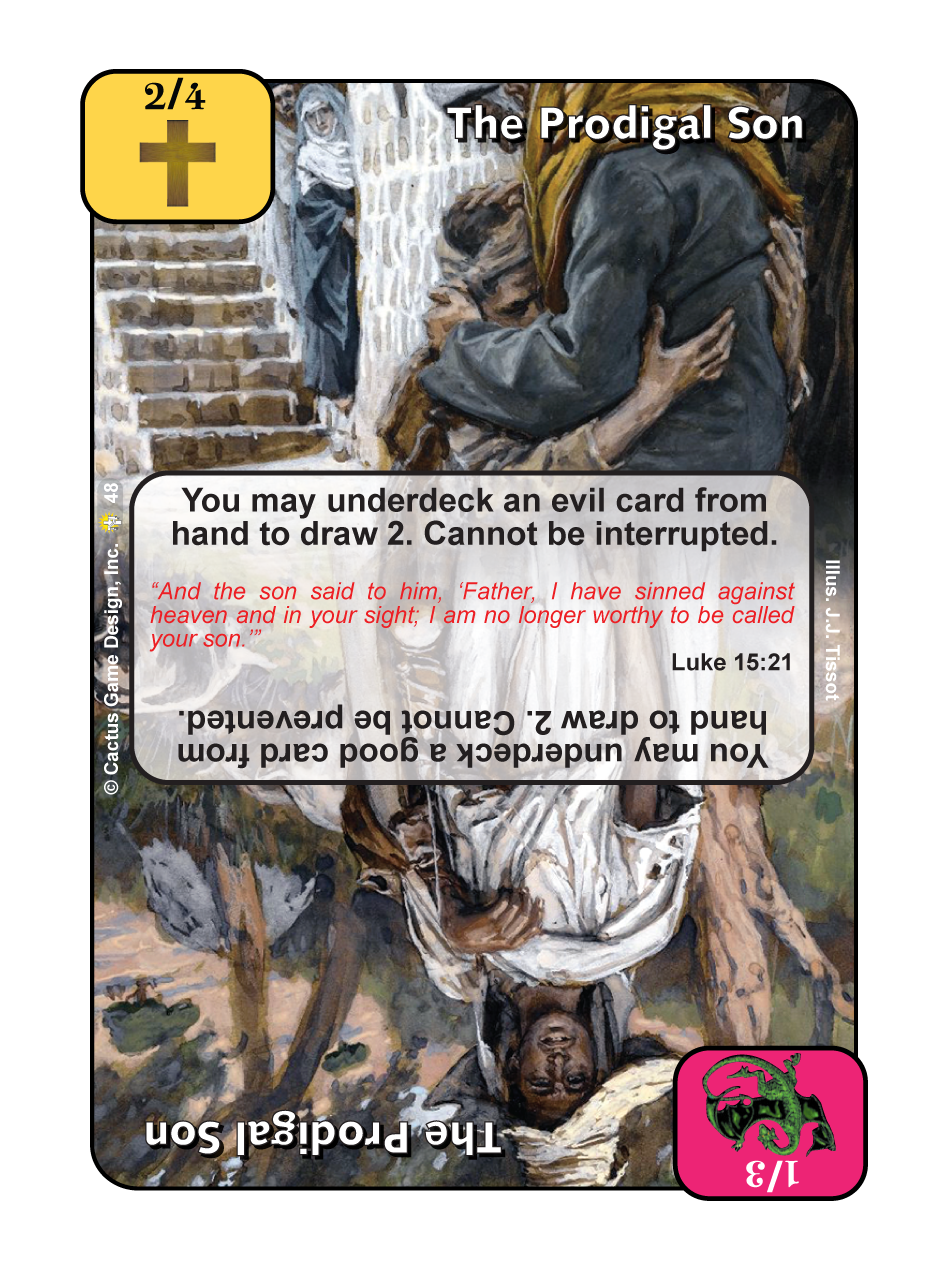 2/4
The Prodigal Son
You may underdeck an evil card from
hand to draw 2. Cannot be interrupted.
“And the son said to him, ‘Father, I have sinned against
heaven and in your sight; I am no longer worthy to be called
your son.’”
Luke 15:21
You may underdeck a good card from
hand to draw 2. Cannot be prevented.
© Cactus Game Design, Inc. 48
Illus. J.J. Tissot
The Prodigal Son
1/3